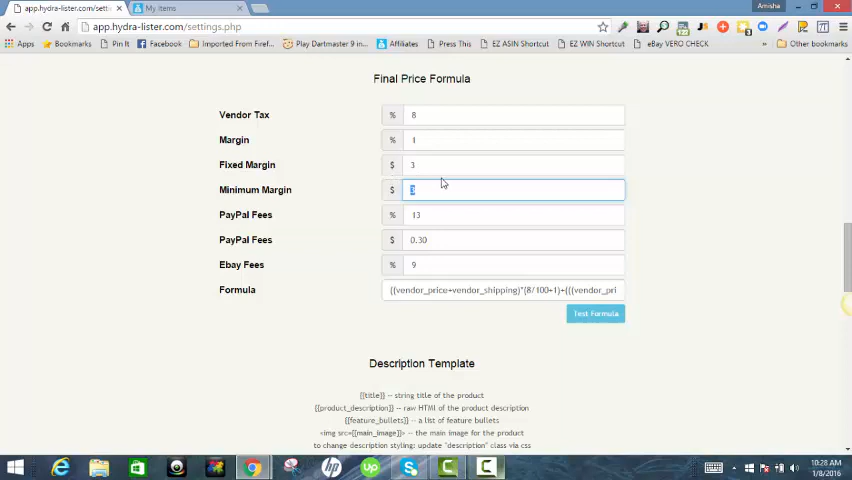 app.hydra-lister.com/setti
My items
Amisha
app.hydra-lister.com/settings.php
Apps
Bookmarks
Pin It
Facebook
Imported From Firef...
Play Dartmaster 9 in...
Affiliates
Press This
EZ ASIN Shortcut
EZ WIN Shortcut
eBay VERO CHECK
»
Other bookmarks
Final Price Formula
Vendor Tax % 8
Margin % 1
Fixed Margin $ 3
Minimum Margin $ 3
PayPal Fees % 13
PayPal Fees $ 0.30
Ebay Fees % 9
Formula ((vendor_price+vendor_shipping)*(8/100+1)+(((vendor_pri
Test Formula
Description Template
{{title}} -- string title of the product
{{product_description}} -- raw HTML of the product description
{{feature_bullets}} -- a list of feature bullets
<img src={{main_image}}> -- the main image for the product
to change description styling: update "description" class via css
10:28 AM
1/8/2016